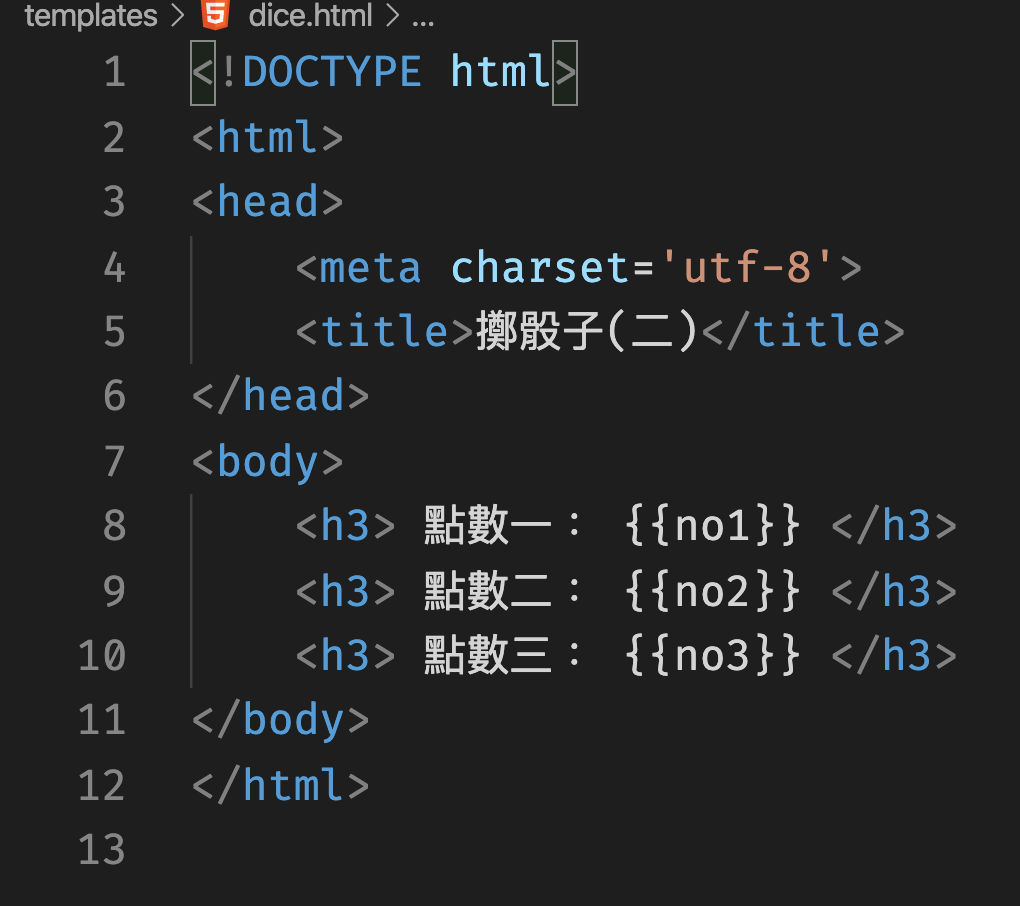 templates > dice.html > ...
1 <!DOCTYPE html>
2 <html>
3 <head>
4     <meta charset='utf-8'>
5     <title>擲骰子(二)</title>
6 </head>
7 <body>
8     <h3> 點數一： {{no1}} </h3>
9     <h3> 點數二： {{no2}} </h3>
10     <h3> 點數三： {{no3}} </h3>
11 </body>
12 </html>
13